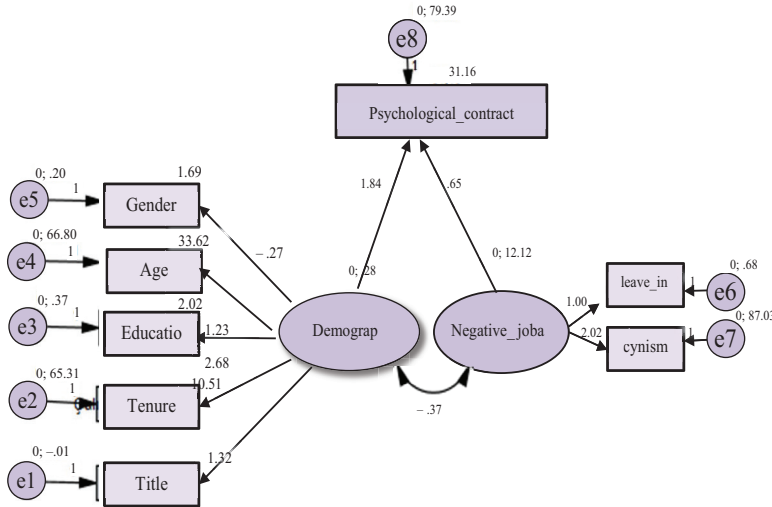 0; 79.39
e8
1
31.16
Psychological_contract
1.84
.65
0; .20
e5
1
1.69
Gender
– .27
0; 66.80
e4
1
33.62
Age
0; .28
0; 12.12
0; .37
e3
1
2.02
Educatio
1.23
Demograp
Negative_joba
1.00
leave_in
1
0; .68
e6
2.02
cynism
1
0; 87.03
e7
0; 65.31
e2
1
2.68
10.51
Tenure
– .37
0; –.01
e1
1
1.32
Title